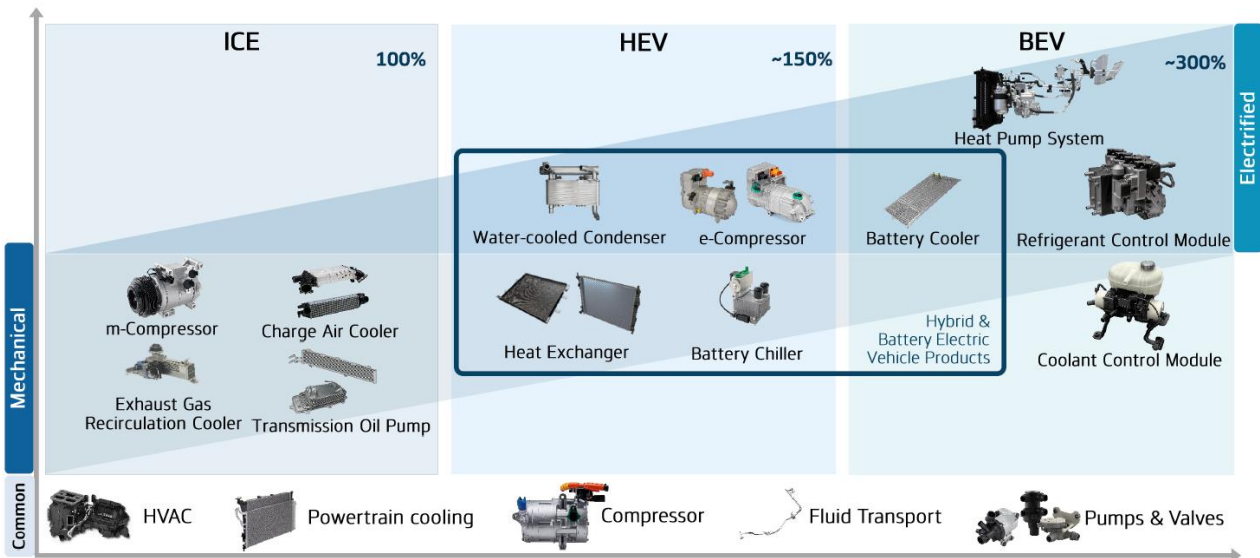 ICE
100%
HEV
~150%
BEV
~300%
Electrified
Heat Pump System
Water-cooled Condenser
e-Compressor
Battery Cooler
Refrigerant Control Module
Mechanical
m-Compressor
Charge Air Cooler
Heat Exchanger
Battery Chiller
Hybrid &
Battery Electric
Vehicle Products
Coolant Control Module
Exhaust Gas
Recirculation Cooler
Transmission Oil Pump
Common
HVAC
Powertrain cooling
Compressor
Fluid Transport
Pumps & Valves